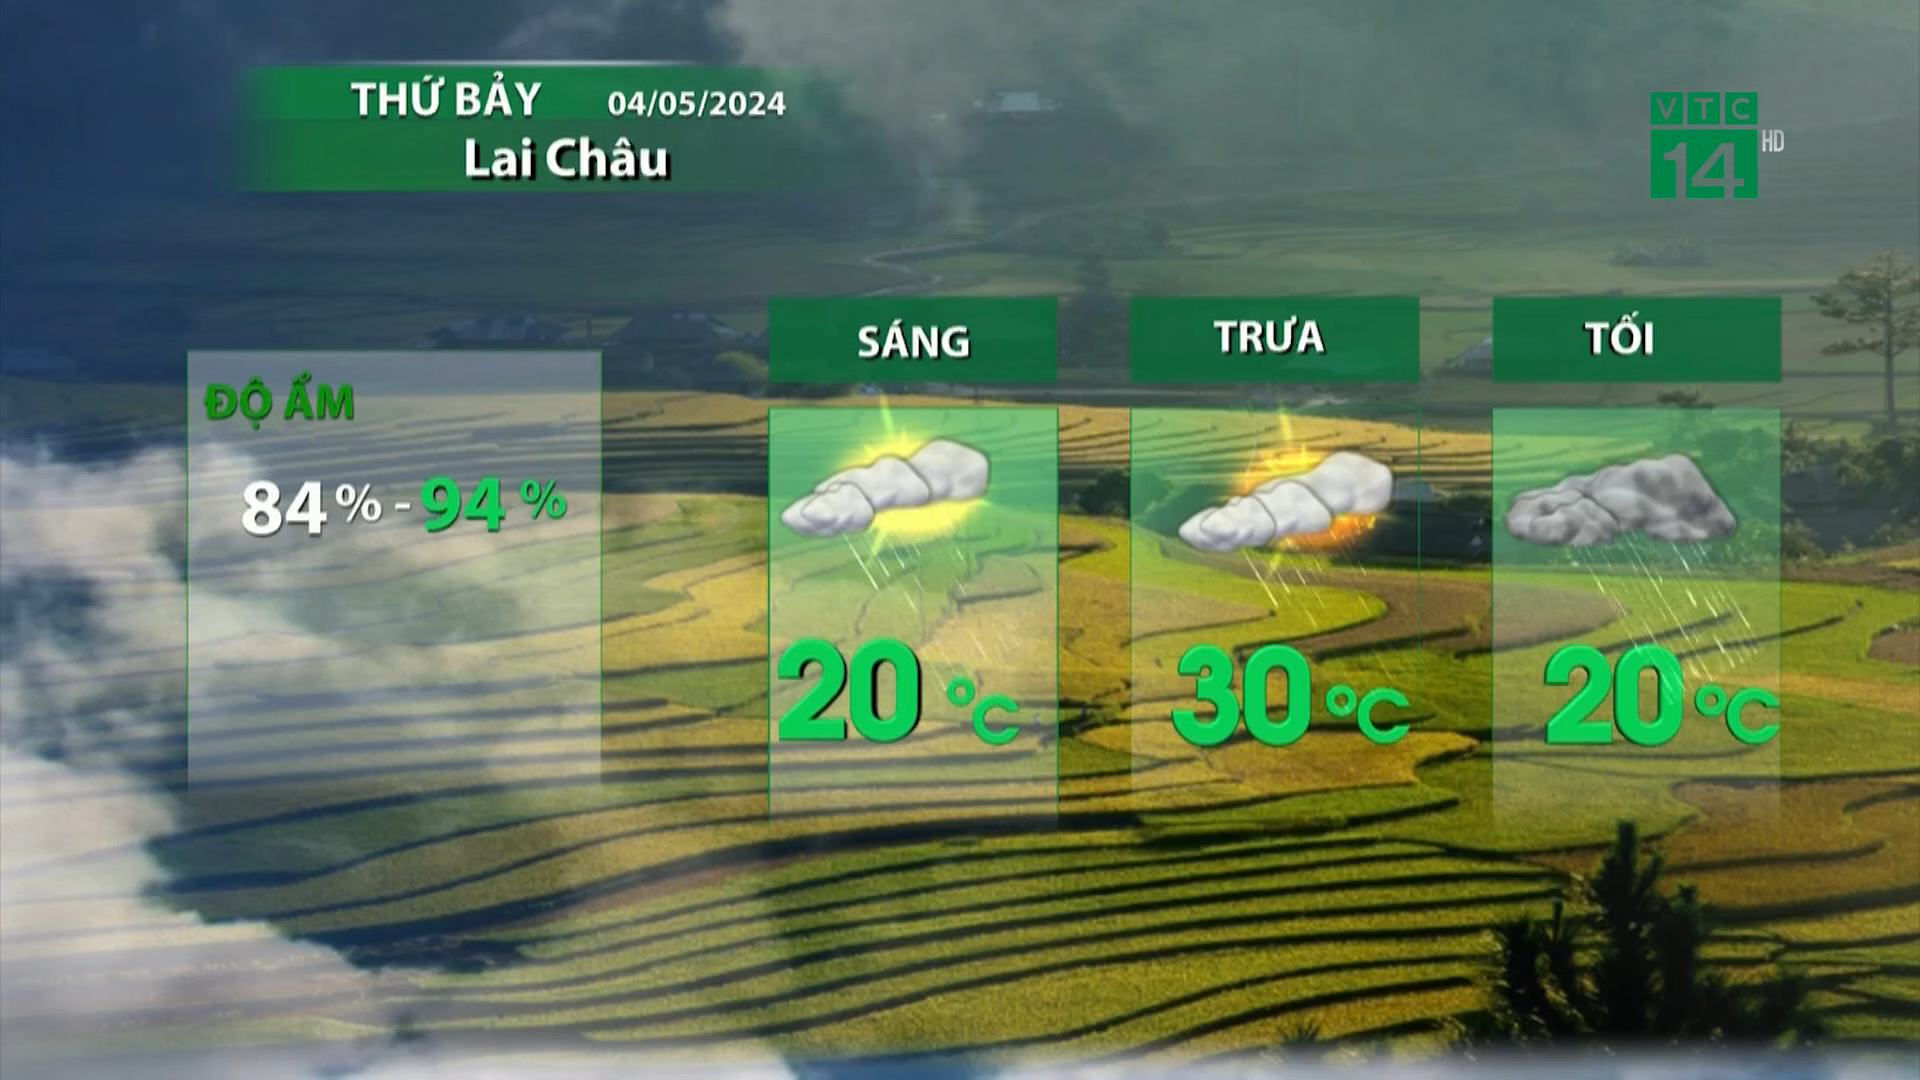 THỨ BẢY 04/05/2024
Lai Châu
VTC
14 HD
ĐỘ ẨM
84% - 94%
SÁNG
TRƯA
TỐI
20 °C
30 °C
20 °C